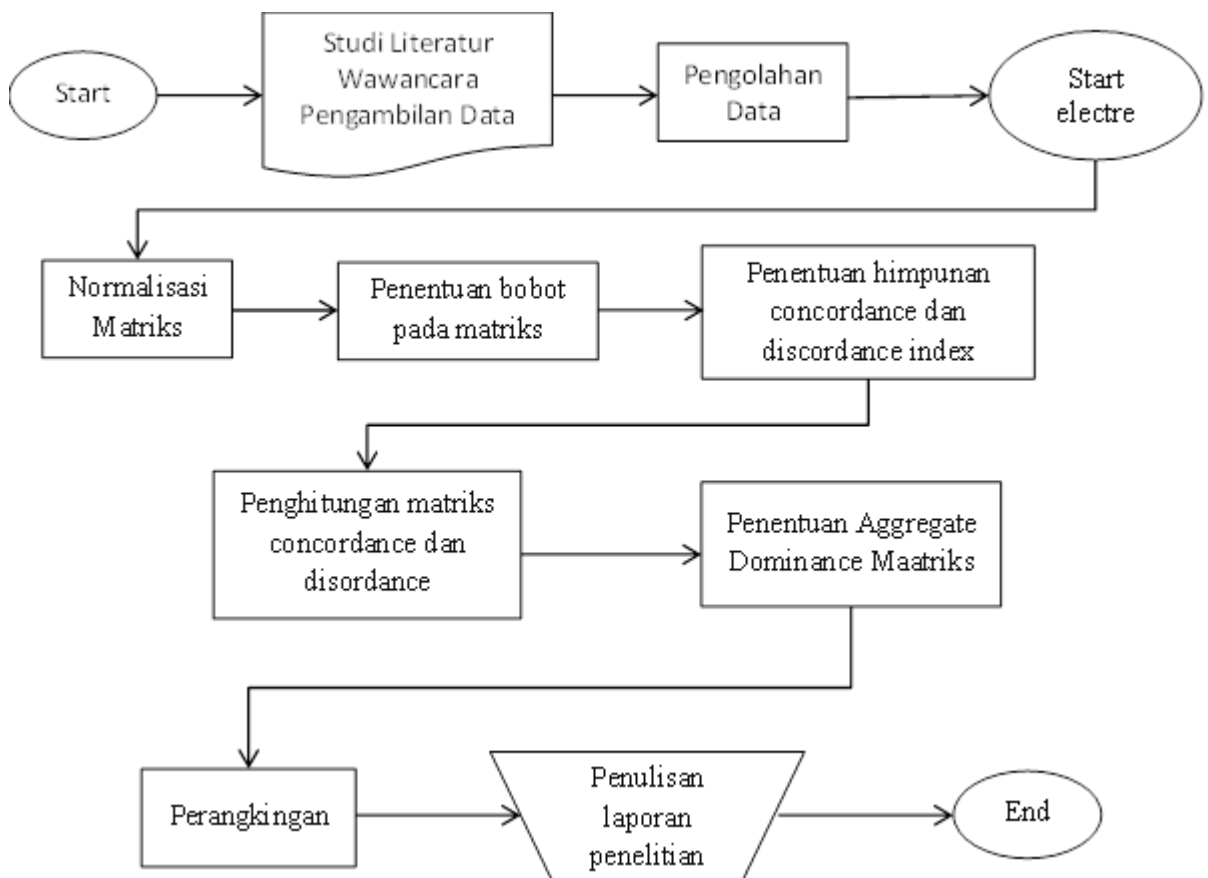 Start
Studi Literatur
Wawancara
Pengambilan Data
Pengolahan
Data
Start
electre
Normalisasi
Matriks
Penentuan bobot
pada matriks
Penentuan himpunan
concordance dan
discordance index
Penghitungan matriks
concordance dan
disordance
Penentuan Aggregate
Dominance Maatriks
Perangkingan
Penulisan
laporan
penelitian
End